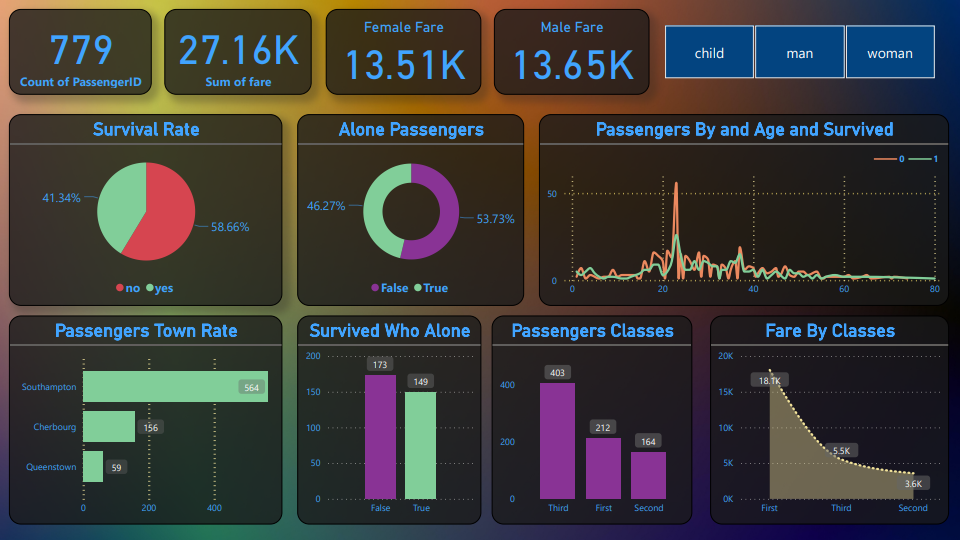 779
Count of PassengerID
27.16K
Sum of fare
Female Fare
13.51K
Male Fare
13.65K
child
man
woman
Survival Rate
41.34%
58.66%
no yes
Alone Passengers
46.27%
53.73%
False True
Passengers By and Age and Survived
0 1
50
0
0 20 40 60 80
Passengers Town Rate
Southampton 564
Cherbourg 156
Queenstown 59
0 200 400
Survived Who Alone
200
173
150
149
100
50
0
False True
Passengers Classes
403
400
212
200
164
0
Third First Second
Fare By Classes
20K
18.1K
15K
10K
5.5K
5K
3.6K
0K
First Third Second